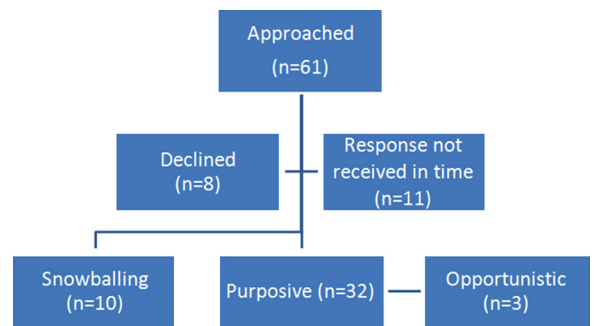 Approached
(n=61)
Declined
(n=8)
Response not
received in time
(n=11)
Snowballing
(n=10)
Purposive (n=32)
Opportunistic
(n=3)